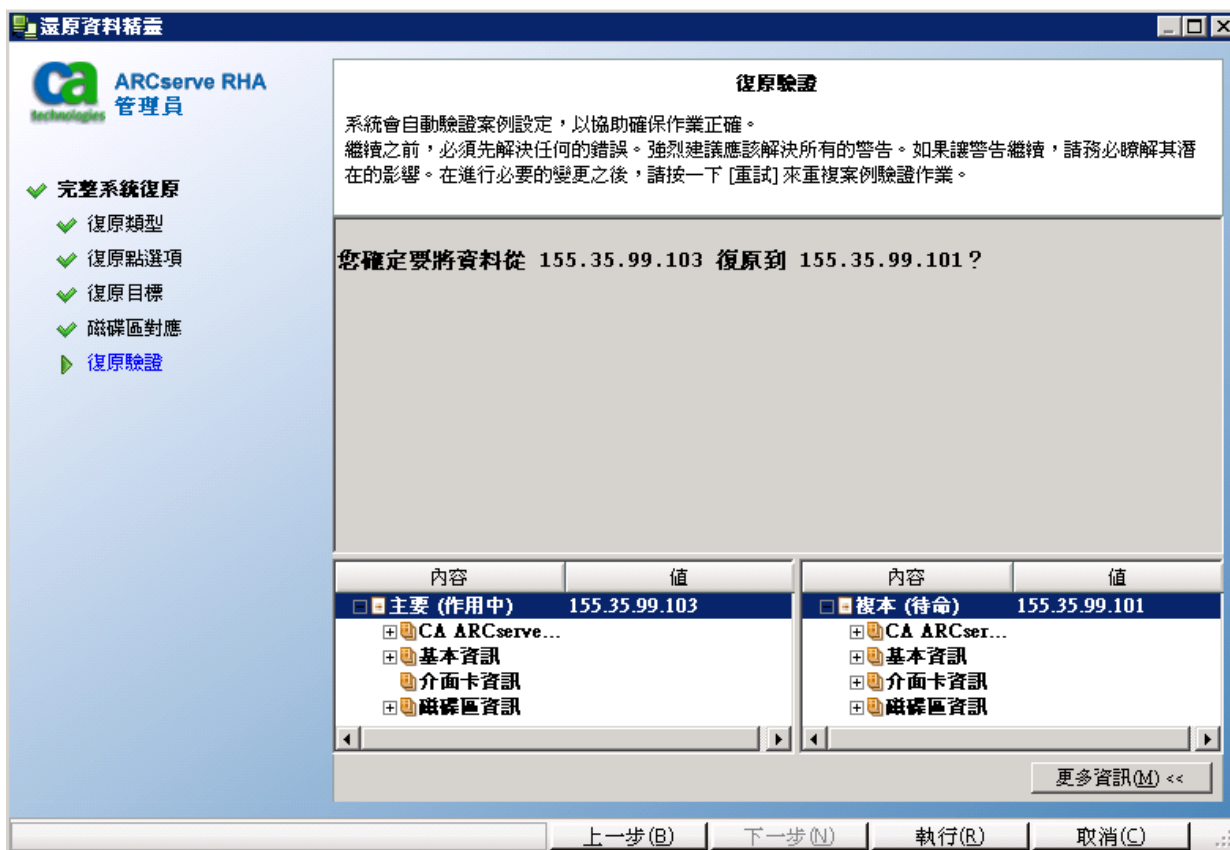 還原資料精靈
ca
technologies
ARCserve RHA
管理員
完整系統復原
復原類型
復原點選項
復原目標
磁碟區對應
復原驗證
復原驗證
系統會自動驗證案例設定，以協助確保作業正確。
繼續之前，必須先解決任何的錯誤。強烈建議應該解決所有的警告。如果讓警告繼續，請務必瞭解其潛
在的影響。在進行必要的變更之後，請按一下 [重試] 來重複案例驗證作業。
您確定要將資料從 155.35.99.103 復原到 155.35.99.101？
內容 值
主要 (作用中) 155.35.99.103
CA ARCserve...
基本資訊
介面卡資訊
磁碟區資訊
內容 值
複本 (待命) 155.35.99.101
CA ARCser...
基本資訊
介面卡資訊
磁碟區資訊
更多資訊(M) <<
上一步(B) 下一步(N) 執行(R) 取消(C)